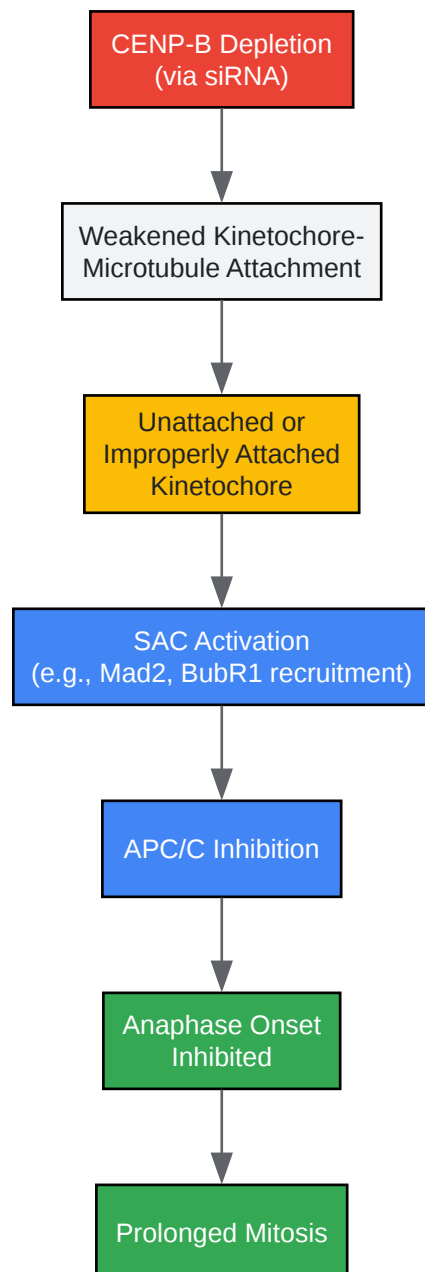 CENP-B Depletion
(via siRNA)
Weakened Kinetochore-
Microtubule Attachment
Unattached or
Improperly Attached
Kinetochore
SAC Activation
(e.g., Mad2, BubR1 recruitment)
APC/C Inhibition
Anaphase Onset
Inhibited
Prolonged Mitosis